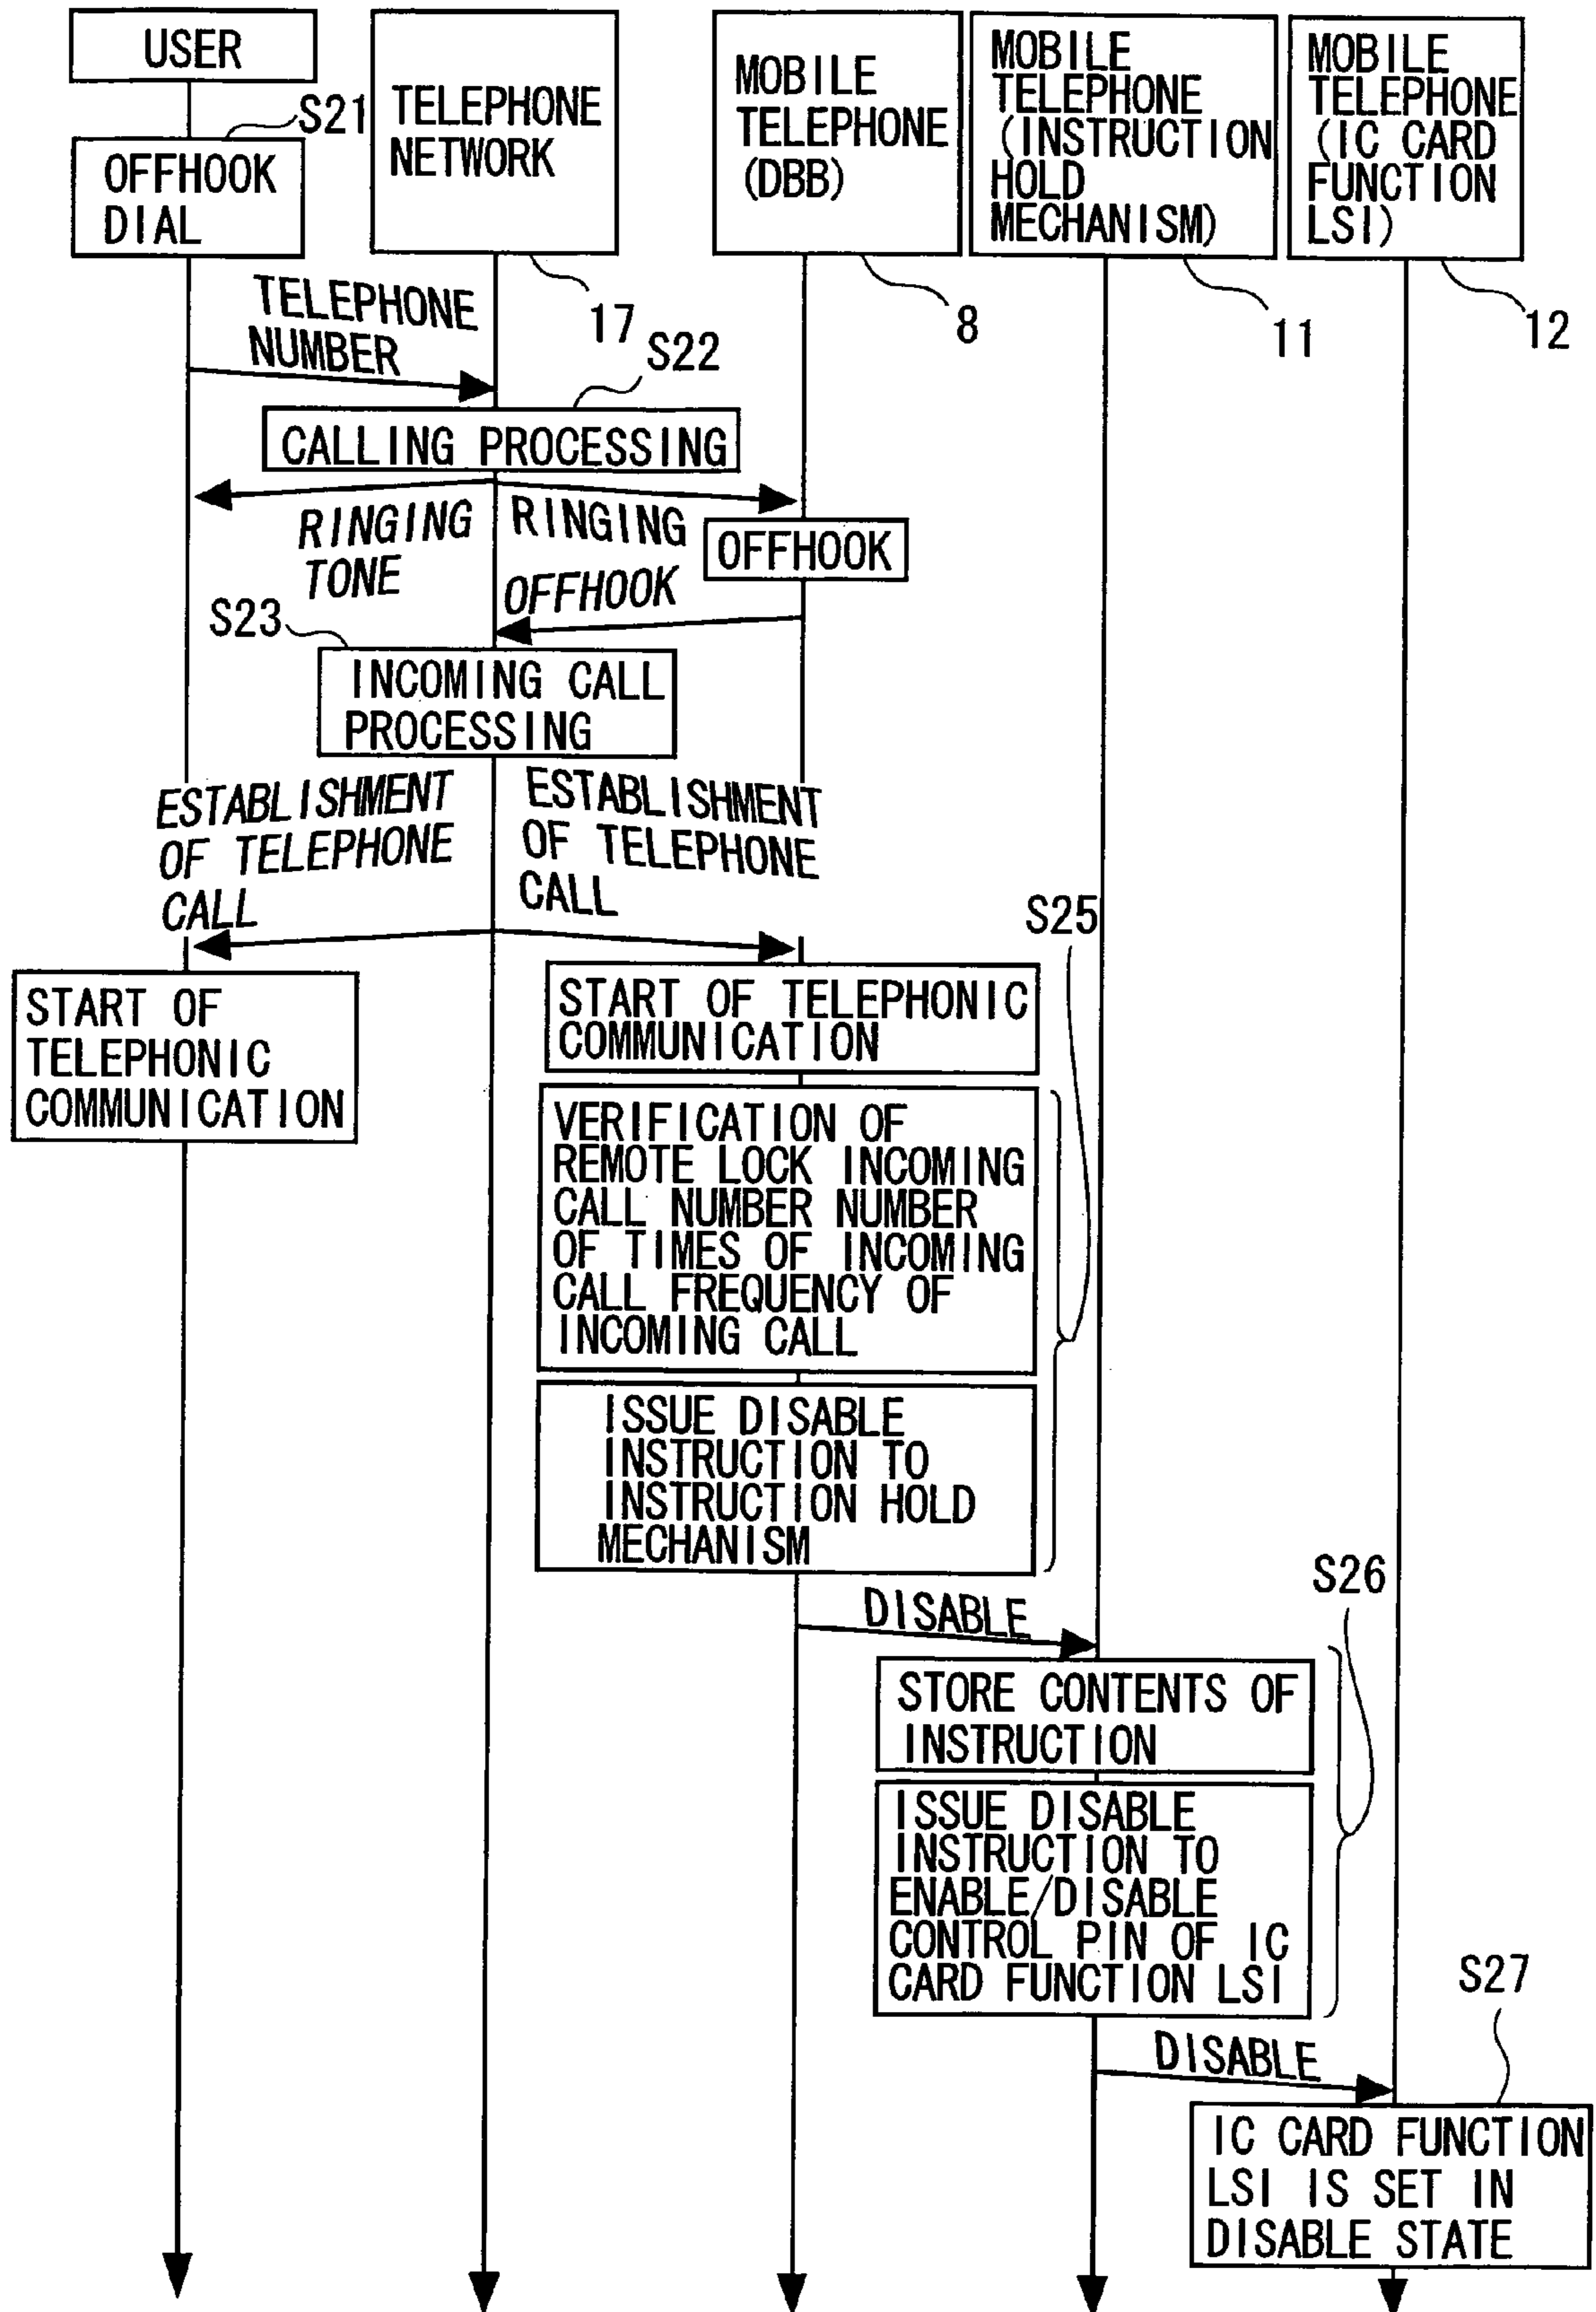 USER
S21
OFFHOOK
DIAL
TELEPHONE
NETWORK
17
MOBILE
TELEPHONE
(DBB)
8
MOBILE
TELEPHONE
(INSTRUCTION
HOLD
MECHANISM)
11
MOBILE
TELEPHONE
(IC CARD
FUNCTION
LSI)
12
TELEPHONE
NUMBER
S22
CALLING PROCESSING
RINGING
TONE
RINGING
OFFHOOK
OFFHOOK
S23
INCOMING CALL
PROCESSING
ESTABLISHMENT
OF TELEPHONE
CALL
ESTABLISHMENT
OF TELEPHONE
CALL
START OF
TELEPHONIC
COMMUNICATION
START OF TELEPHONIC
COMMUNICATION
S25
VERIFICATION OF
REMOTE LOCK INCOMING
CALL NUMBER NUMBER
OF TIMES OF INCOMING
CALL FREQUENCY OF
INCOMING CALL
ISSUE DISABLE
INSTRUCTION TO
INSTRUCTION HOLD
MECHANISM
DISABLE
S26
STORE CONTENTS OF
INSTRUCTION
ISSUE DISABLE
INSTRUCTION TO
ENABLE/DISABLE
CONTROL PIN OF IC
CARD FUNCTION LSI
DISABLE
S27
IC CARD FUNCTION
LSI IS SET IN
DISABLE STATE